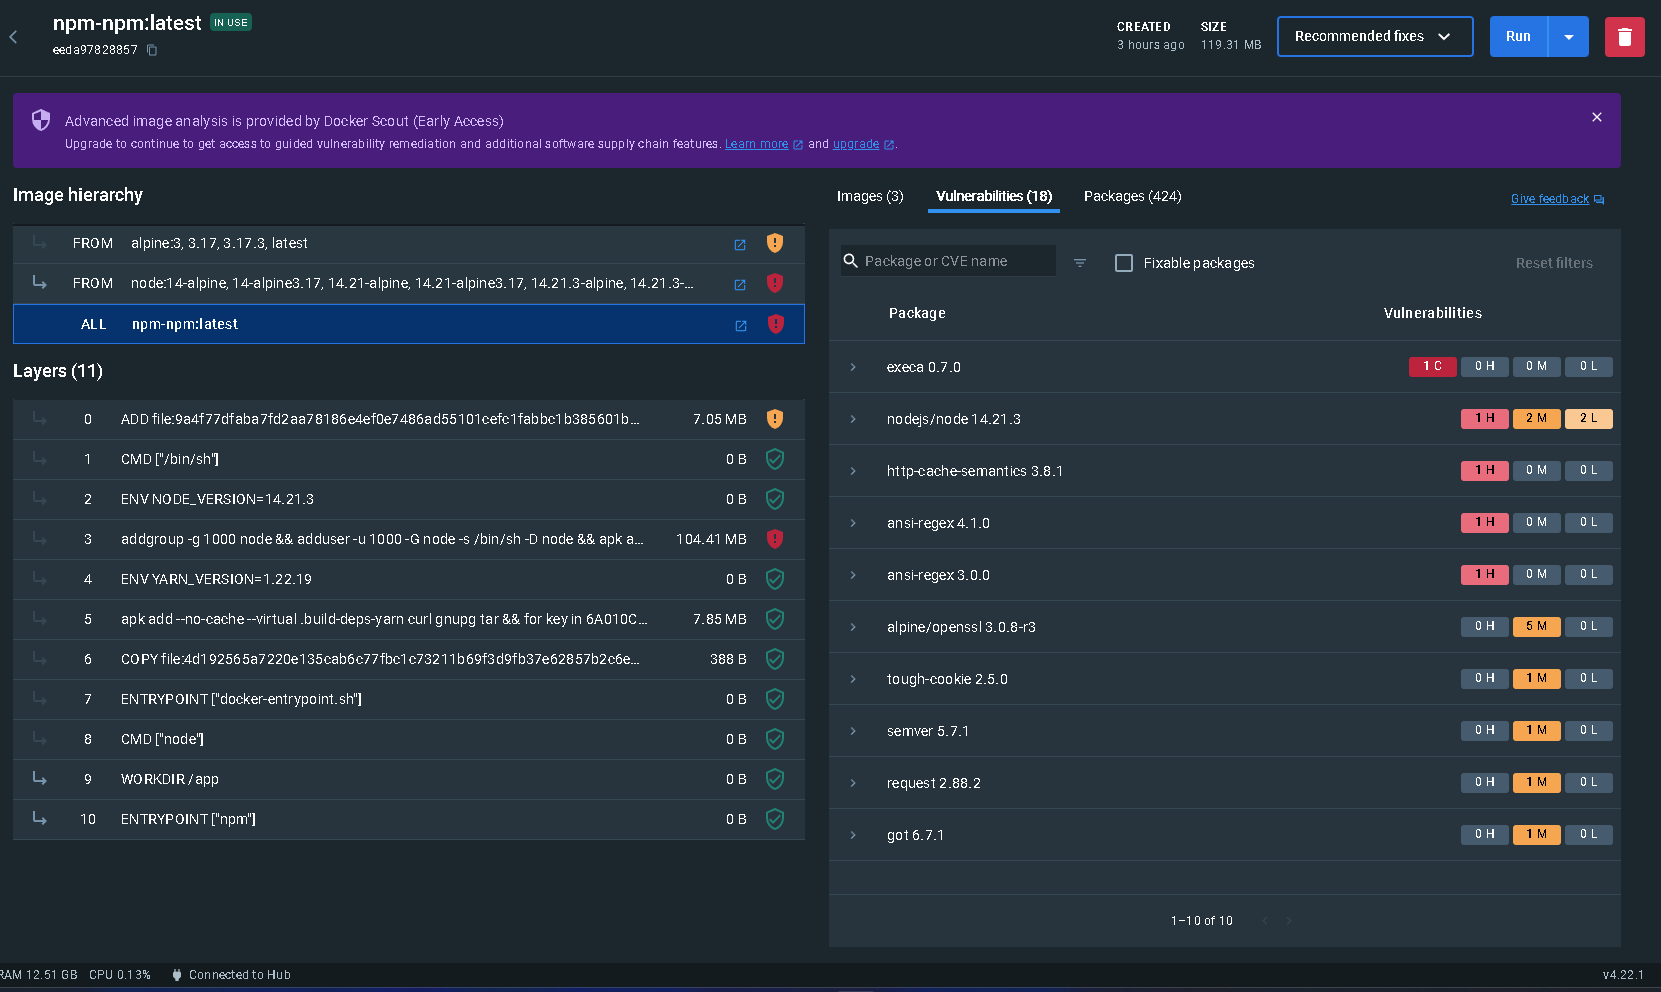 npm-npm:latest IN USE
eeda97828857
CREATED
3 hours ago
SIZE
119.31 MB
Recommended fixes
Run
Advanced image analysis is provided by Docker Scout (Early Access)
Upgrade to continue to get access to guided vulnerability remediation and additional software supply chain features. Learn more and upgrade .
Image hierarchy
FROM alpine:3, 3.17, 3.17.3, latest
FROM node:14-alpine, 14-alpine3.17, 14.21-alpine, 14.21-alpine3.17, 14.21.3-alpine, 14.21.3-...
ALL npm-npm:latest
Layers (11)
0 ADD file:9a4f77dfaba7fd2aa78186e4ef0e7486ad55101cefc1fabbc1b385601b... 7.05 MB
1 CMD ["/bin/sh"] 0 B
2 ENV NODE_VERSION=14.21.3 0 B
3 addgroup -g 1000 node && adduser -u 1000 -G node -s /bin/sh -D node && apk a... 104.41 MB
4 ENV YARN_VERSION=1.22.19 0 B
5 apk add --no-cache --virtual .build-deps-yarn curl gnupg tar && for key in 6A010C... 7.85 MB
6 COPY file:4d192565a7220e135cab6c77fbc1c73211b69f3d9fb37e62857b2c6e... 388 B
7 ENTRYPOINT ["docker-entrypoint.sh"] 0 B
8 CMD ["node"] 0 B
9 WORKDIR /app 0 B
10 ENTRYPOINT ["npm"] 0 B
Images (3) Vulnerabilities (18) Packages (424)
Give feedback
Package or CVE name
Fixable packages
Reset filters
Package Vulnerabilities
execa 0.7.0 1 C 0 H 0 M 0 L
nodejs/node 14.21.3 1 H 2 M 2 L
http-cache-semantics 3.8.1 1 H 0 M 0 L
ansi-regex 4.1.0 1 H 0 M 0 L
ansi-regex 3.0.0 1 H 0 M 0 L
alpine/openssl 3.0.8-r3 0 H 5 M 0 L
tough-cookie 2.5.0 0 H 1 M 0 L
semver 5.7.1 0 H 1 M 0 L
request 2.88.2 0 H 1 M 0 L
got 6.7.1 0 H 1 M 0 L
1–10 of 10
RAM 12.51 GB CPU 0.13% Connected to Hub
v4.22.1